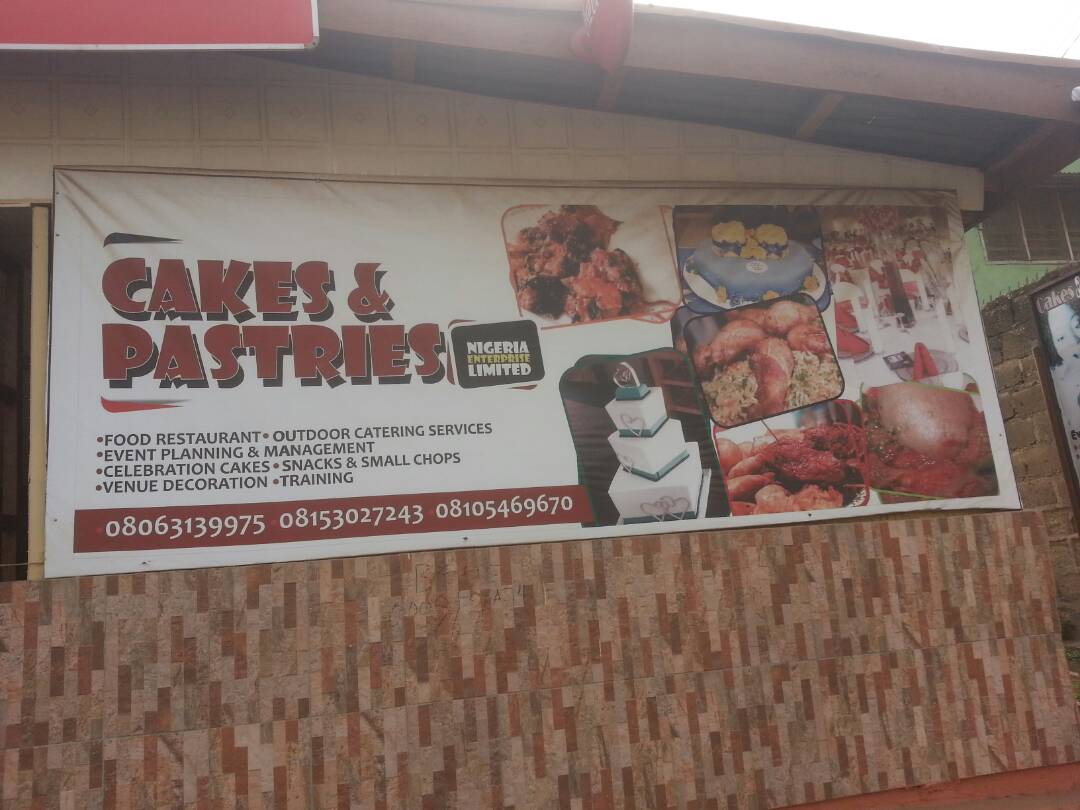 CAKES &
PASTRIES
NIGERIA
ENTERPRISE
LIMITED
•FOOD RESTAURANT• OUTDOOR CATERING SERVICES
•EVENT PLANNING & MANAGEMENT
•CELEBRATION CAKES •SNACKS & SMALL CHOPS
•VENUE DECORATION •TRAINING
08063139975 08153027243 08105469670
Cakes &